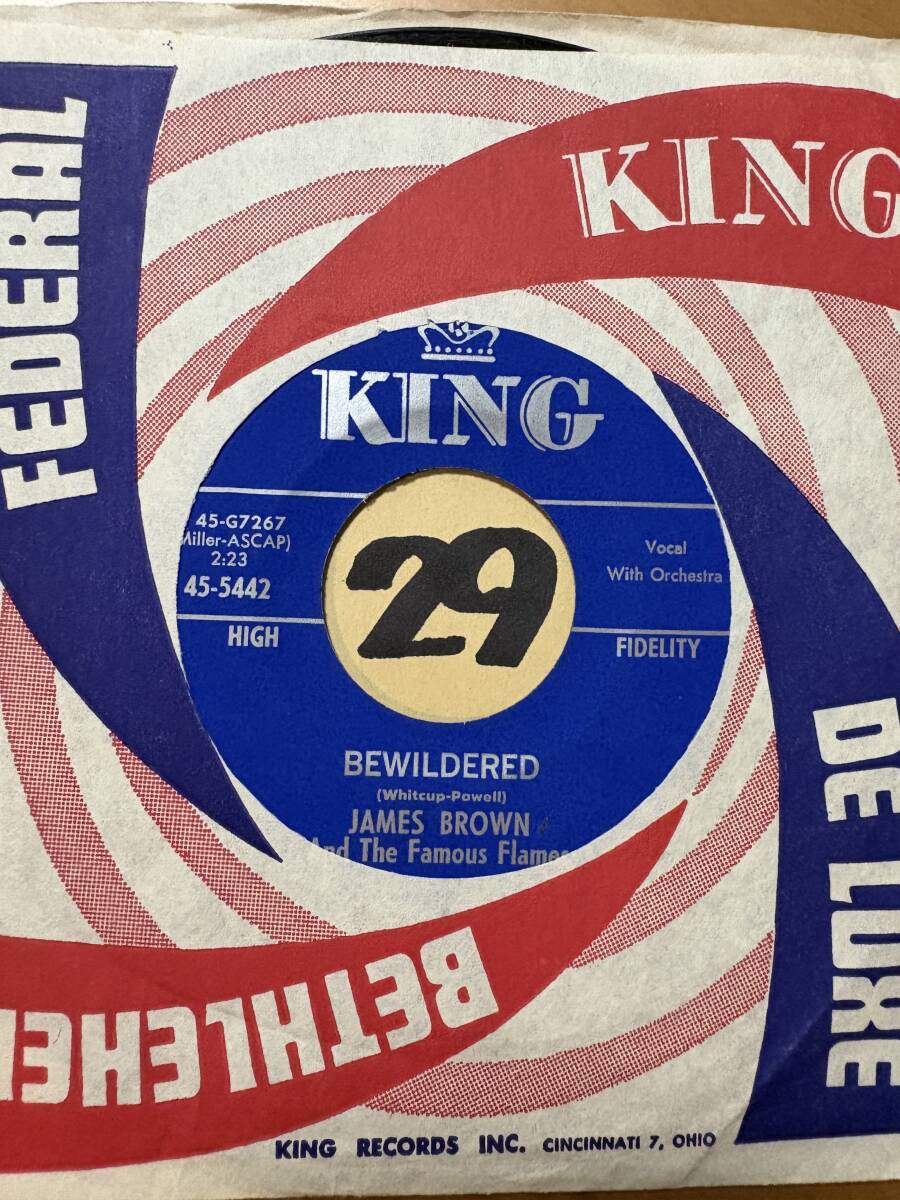 FEDERAL
KING
K
KING
45-G7267
Miller-ASCAP)
2:23
45-5442
Vocal
With Orchestra
29
HIGH
FIDELITY
BEWILDERED
(Whitcup-Powell)
JAMES BROWN
And The Famous Flames
DE LUXE
BETHLEHE
KING RECORDS INC. CINCINNATI 7, OHIO